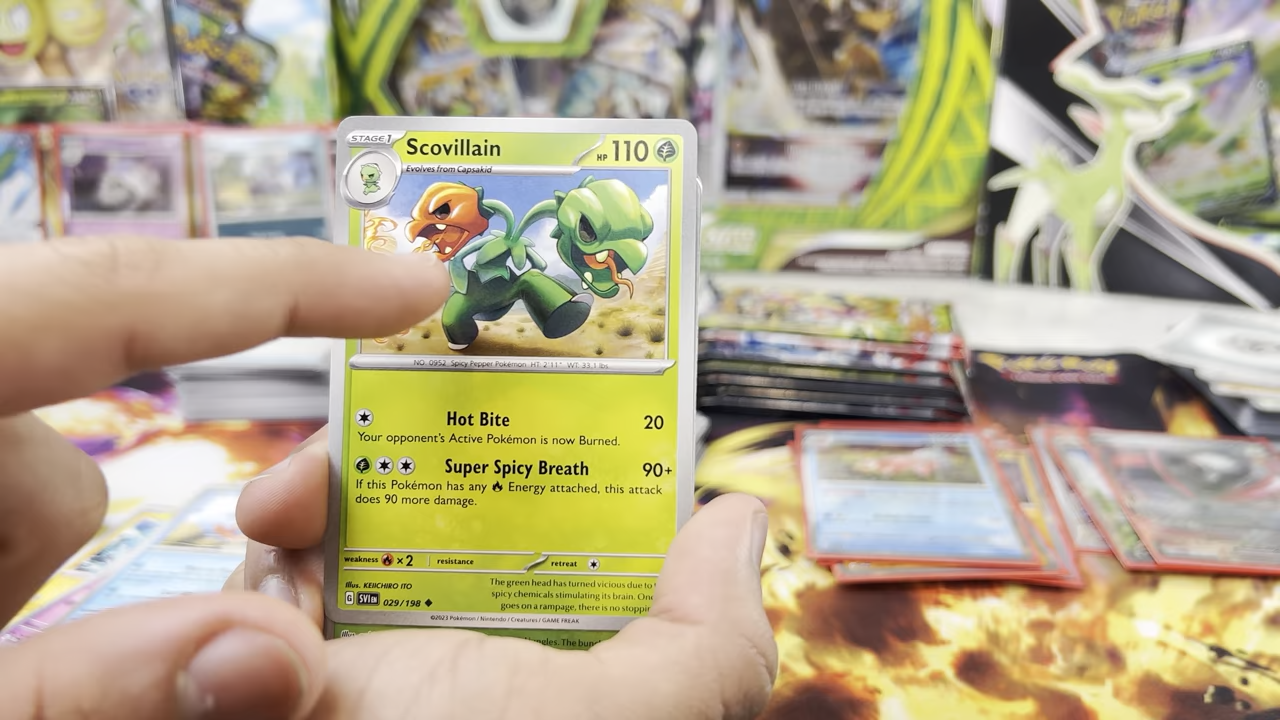 STAGE 1
Scovillain
HP 110
Evolves from Capsakid
NO. 0952 Spicy Pepper Pokémon HT: 2'11" WT: 33.1 lbs.
Hot Bite 20
Your opponent's Active Pokémon is now Burned.
Super Spicy Breath 90+
If this Pokémon has any Energy attached, this attack
does 90 more damage.
weakness ×2 resistance retreat
Illus. KEIICHIRO ITO
The green head has turned vicious due to
spicy chemicals stimulating its brain.
goes on a rampage, there is no
G SVI EN 029/198
©2023 Pokémon / Nintendo / Creatures / GAME FREAK
The